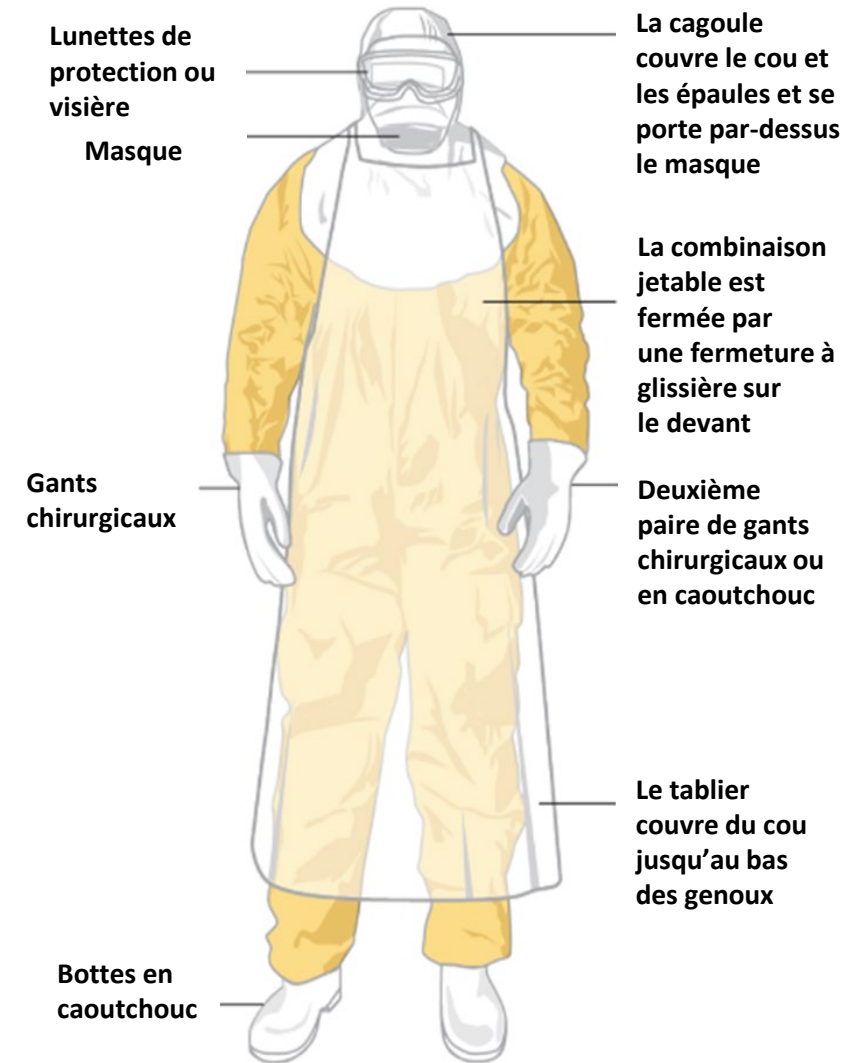 Lunettes de
protection ou
visière
Masque
La cagoule
couvre le cou et
les épaules et se
porte par-dessus
le masque
La combinaison
jetable est
fermée par
une fermeture à
glissière sur
le devant
Gants
chirurgicaux
Deuxième
paire de gants
chirurgicaux ou
en caoutchouc
Le tablier
couvre du cou
jusqu’au bas
des genoux
Bottes en
caoutchouc